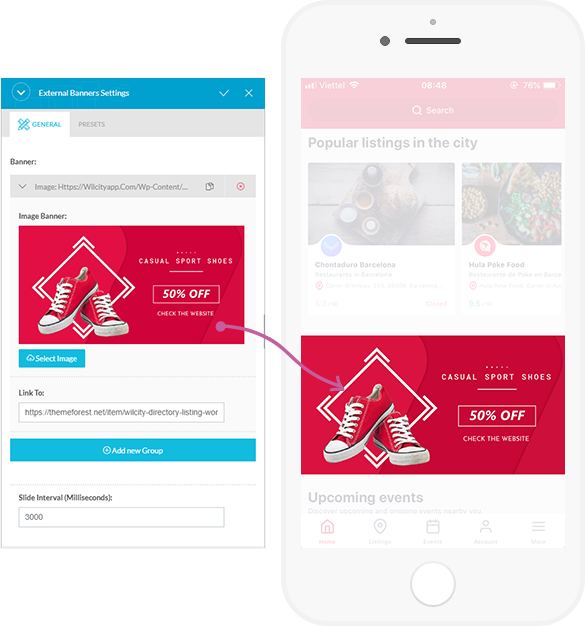 External Banners Settings
GENERAL
PRESETS
Banner:
Image: Https://Wilcityapp.Com/Wp-Content/...
Image Banner:
CASUAL SPORT SHOES
50% OFF
CHECK THE WEBSITE
Select Image
Link To:
https://themeforest.net/item/wilcity-directory-listing-wor
Add new Group
Slide Interval (Milliseconds):
3000
Viettel
08:48
76%
Search
Popular listings in the city
Chontaduro Barcelona
Restaurants in Barcelona
Closed
Hula Poke Food
Restaurante de Poke en Barce
CASUAL SPORT SHOES
50% OFF
CHECK THE WEBSITE
Upcoming events
Discover upcoming and ongoing events nearby you.
Home
Listings
Events
Account
More